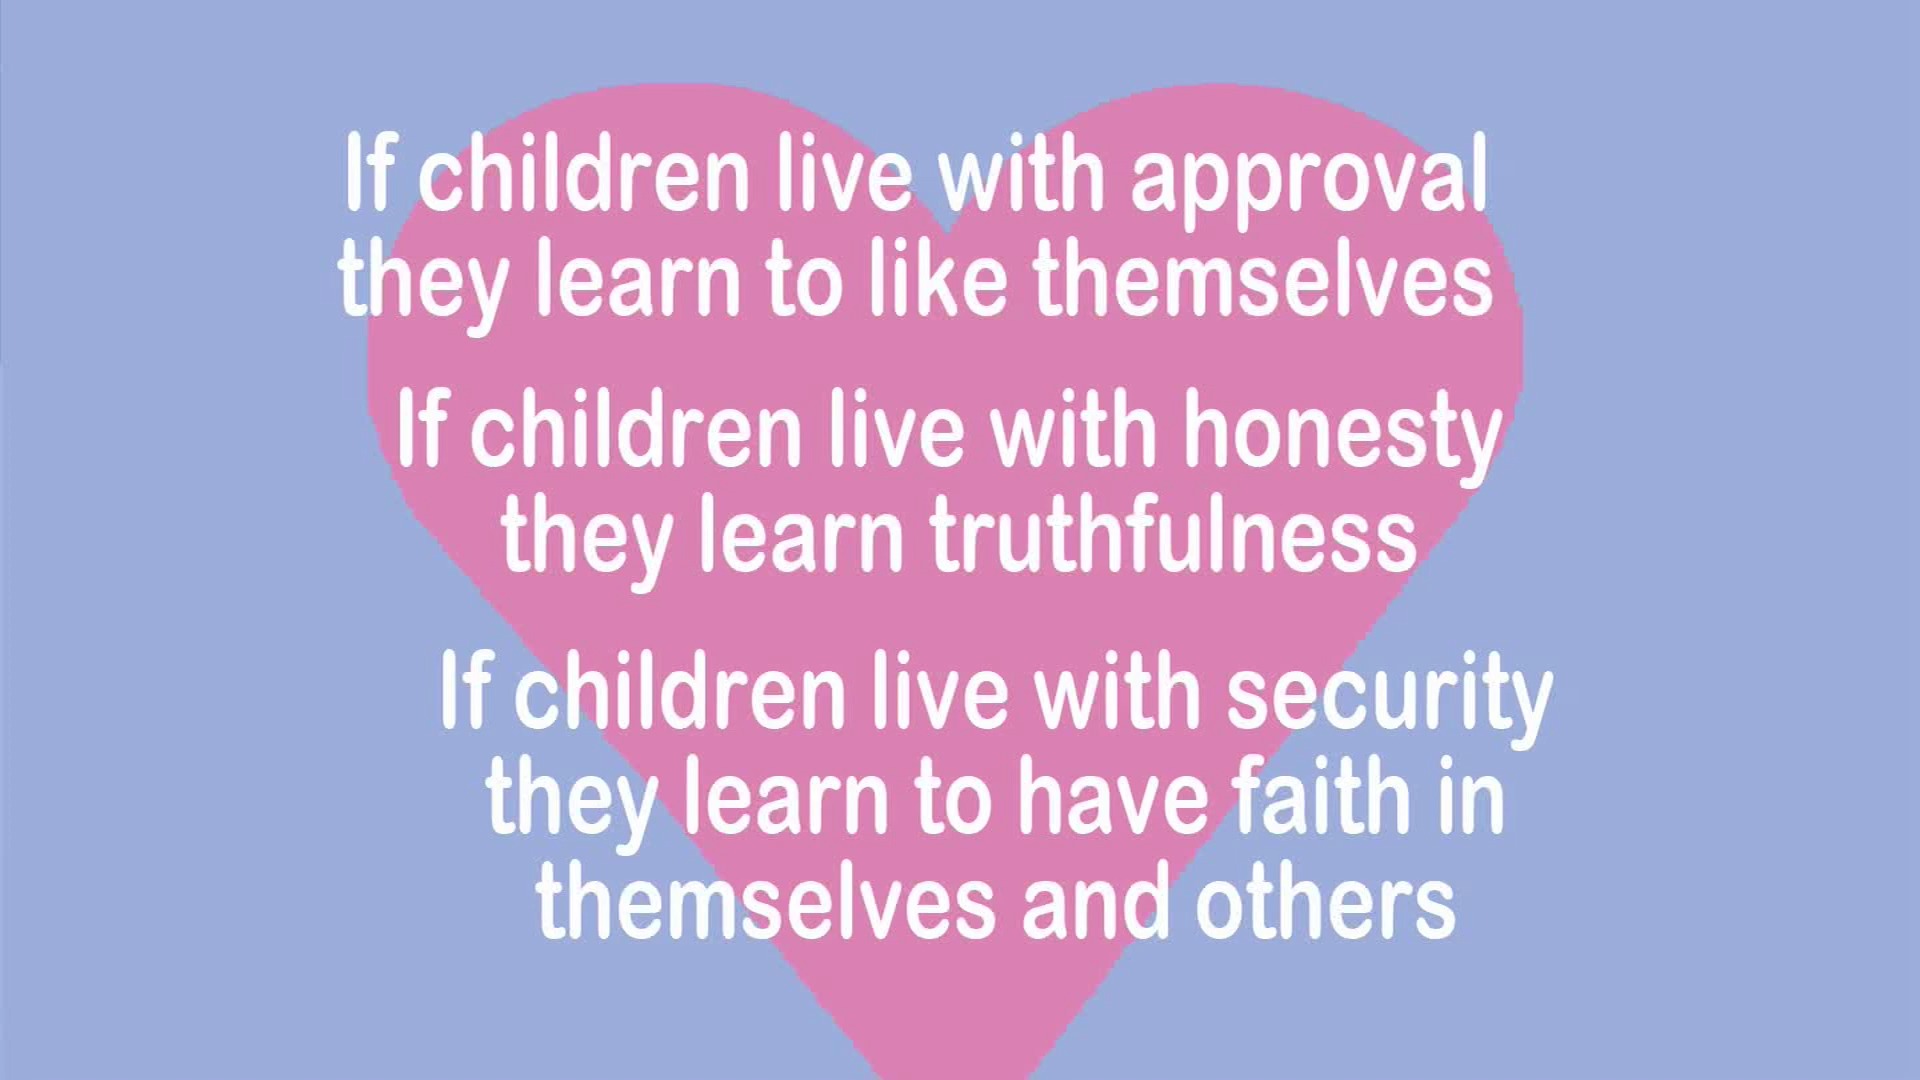 If children live with approval
they learn to like themselves
If children live with honesty
they learn truthfulness
If children live with security
they learn to have faith in
themselves and others